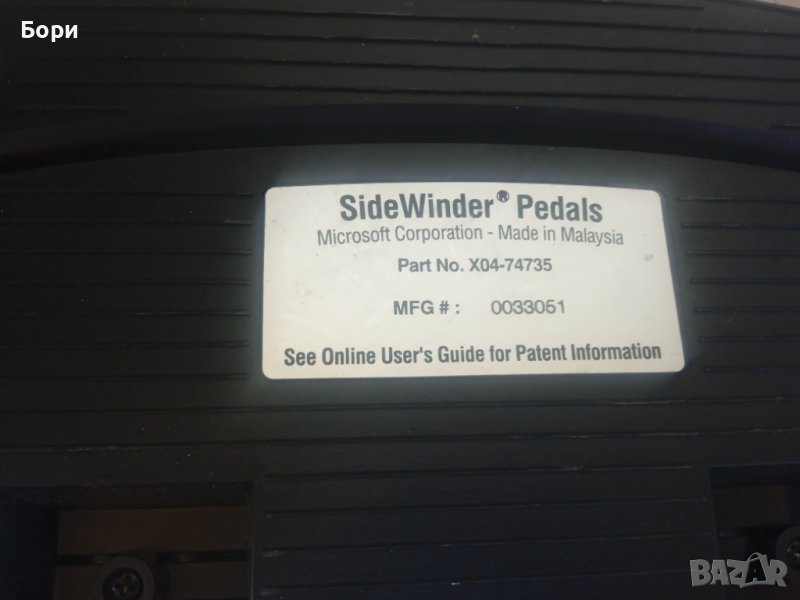 Бори
SideWinder® Pedals
Microsoft Corporation - Made in Malaysia
Part No. X04-74735
MFG # : 0033051
See Online User's Guide for Patent Information
BAZAR